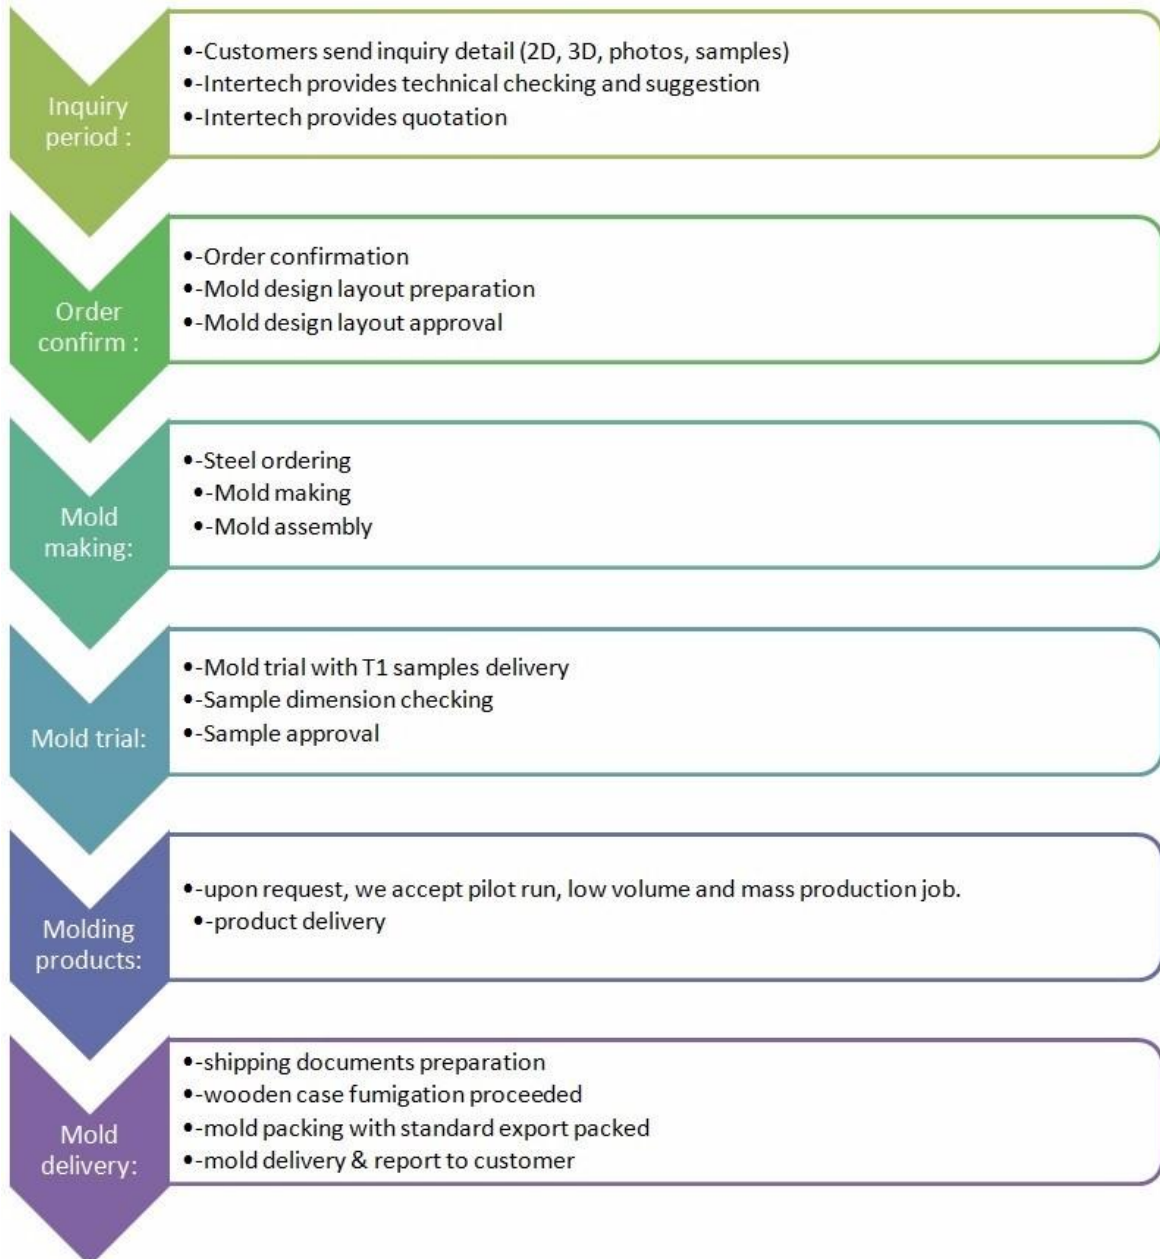 Inquiry
period :
•-Customers send inquiry detail (2D, 3D, photos, samples)
•-Intertech provides technical checking and suggestion
•-Intertech provides quotation
Order
confirm :
•-Order confirmation
•-Mold design layout preparation
•-Mold design layout approval
Mold
making:
•-Steel ordering
•-Mold making
•-Mold assembly
Mold trial:
•-Mold trial with T1 samples delivery
•-Sample dimension checking
•-Sample approval
Molding
products:
•-upon request, we accept pilot run, low volume and mass production job.
•-product delivery
Mold
delivery:
•-shipping documents preparation
•-wooden case fumigation proceeded
•-mold packing with standard export packed
•-mold delivery & report to customer